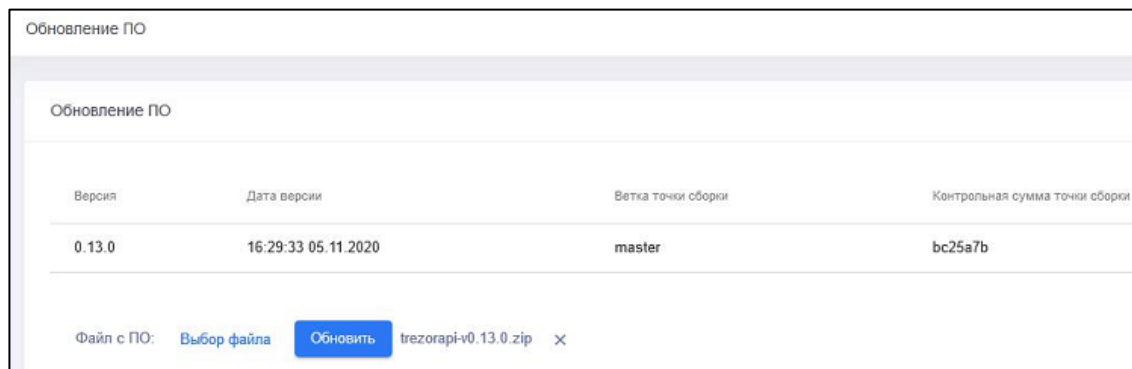 Обновление ПО
Обновление ПО
Версия Дата версии Ветка точки сборки Контрольная сумма точки сборки
0.13.0 16:29:33 05.11.2020 master bc25a7b
Файл с ПО: Выбор файла Обновить trezorapi-v0.13.0.zip ×